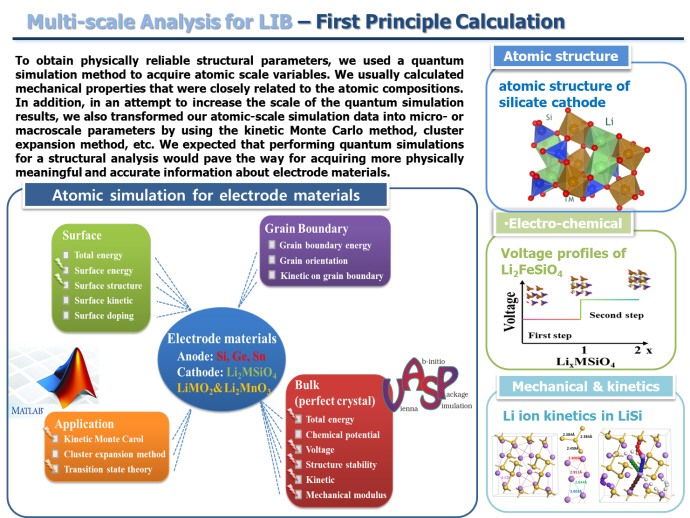 Multi-scale Analysis for LIB – First Principle Calculation
To obtain physically reliable structural parameters, we used a quantum
simulation method to acquire atomic scale variables. We usually calculated
mechanical properties that were closely related to the atomic compositions.
In addition, in an attempt to increase the scale of the quantum simulation
results, we also transformed our atomic-scale simulation data into micro- or
macroscale parameters by using the kinetic Monte Carlo method, cluster
expansion method, etc. We expected that performing quantum simulations
for a structural analysis would pave the way for acquiring more physically
meaningful and accurate information about electrode materials.
Atomic simulation for electrode materials
Surface
Total energy
Surface energy
Surface structure
Surface kinetic
Surface doping
Grain Boundary
Grain boundary energy
Grain orientation
Kinetic on grain boundary
Electrode materials
Anode: Si, Ge, Sn
Cathode: Li₂MSiO₄
LiMO₂&Li₂MnO₃
MATLAB
Application
Kinetic Monte Carol
Cluster expansion method
Transition state theory
Bulk
(perfect crystal)
Total energy
Chemical potential
Voltage
Structure stability
Kinetic
Mechanical modulus
VASP
b-initio
ackage
ienna
imulation
Atomic structure
atomic structure of
silicate cathode
Si
Li
TM
•Electro-chemical
Voltage profiles of
Li₂FeSiO₄
Voltage
Second step
First step
1 2 x
LiₓMSiO₄
Mechanical & kinetics
Li ion kinetics in LiSi